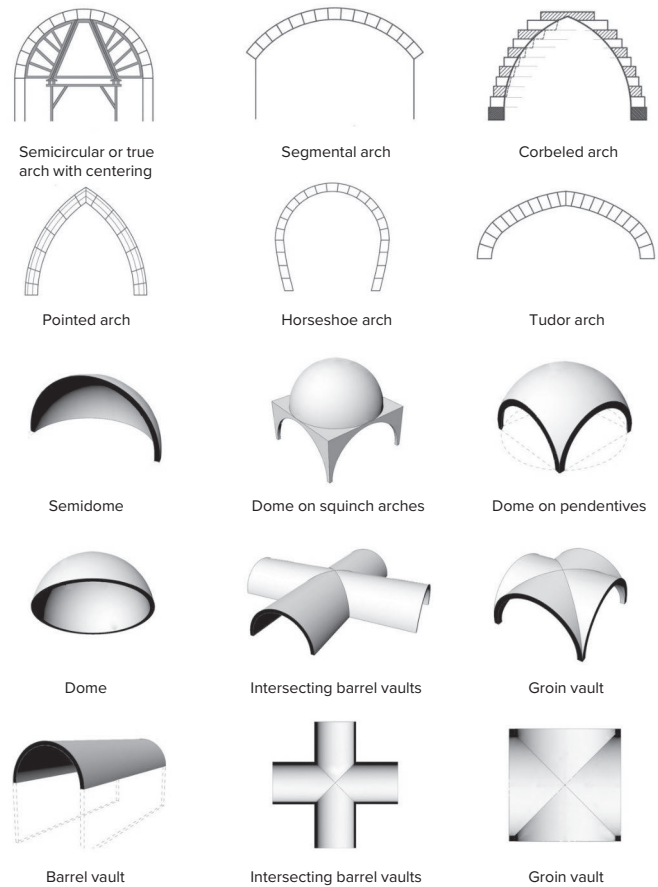 Semicircular or true
arch with centering
Segmental arch
Corbeled arch
Pointed arch
Horseshoe arch
Tudor arch
Semidome
Dome on squinch arches
Dome on pendentives
Dome
Intersecting barrel vaults
Groin vault
Barrel vault
Intersecting barrel vaults
Groin vault